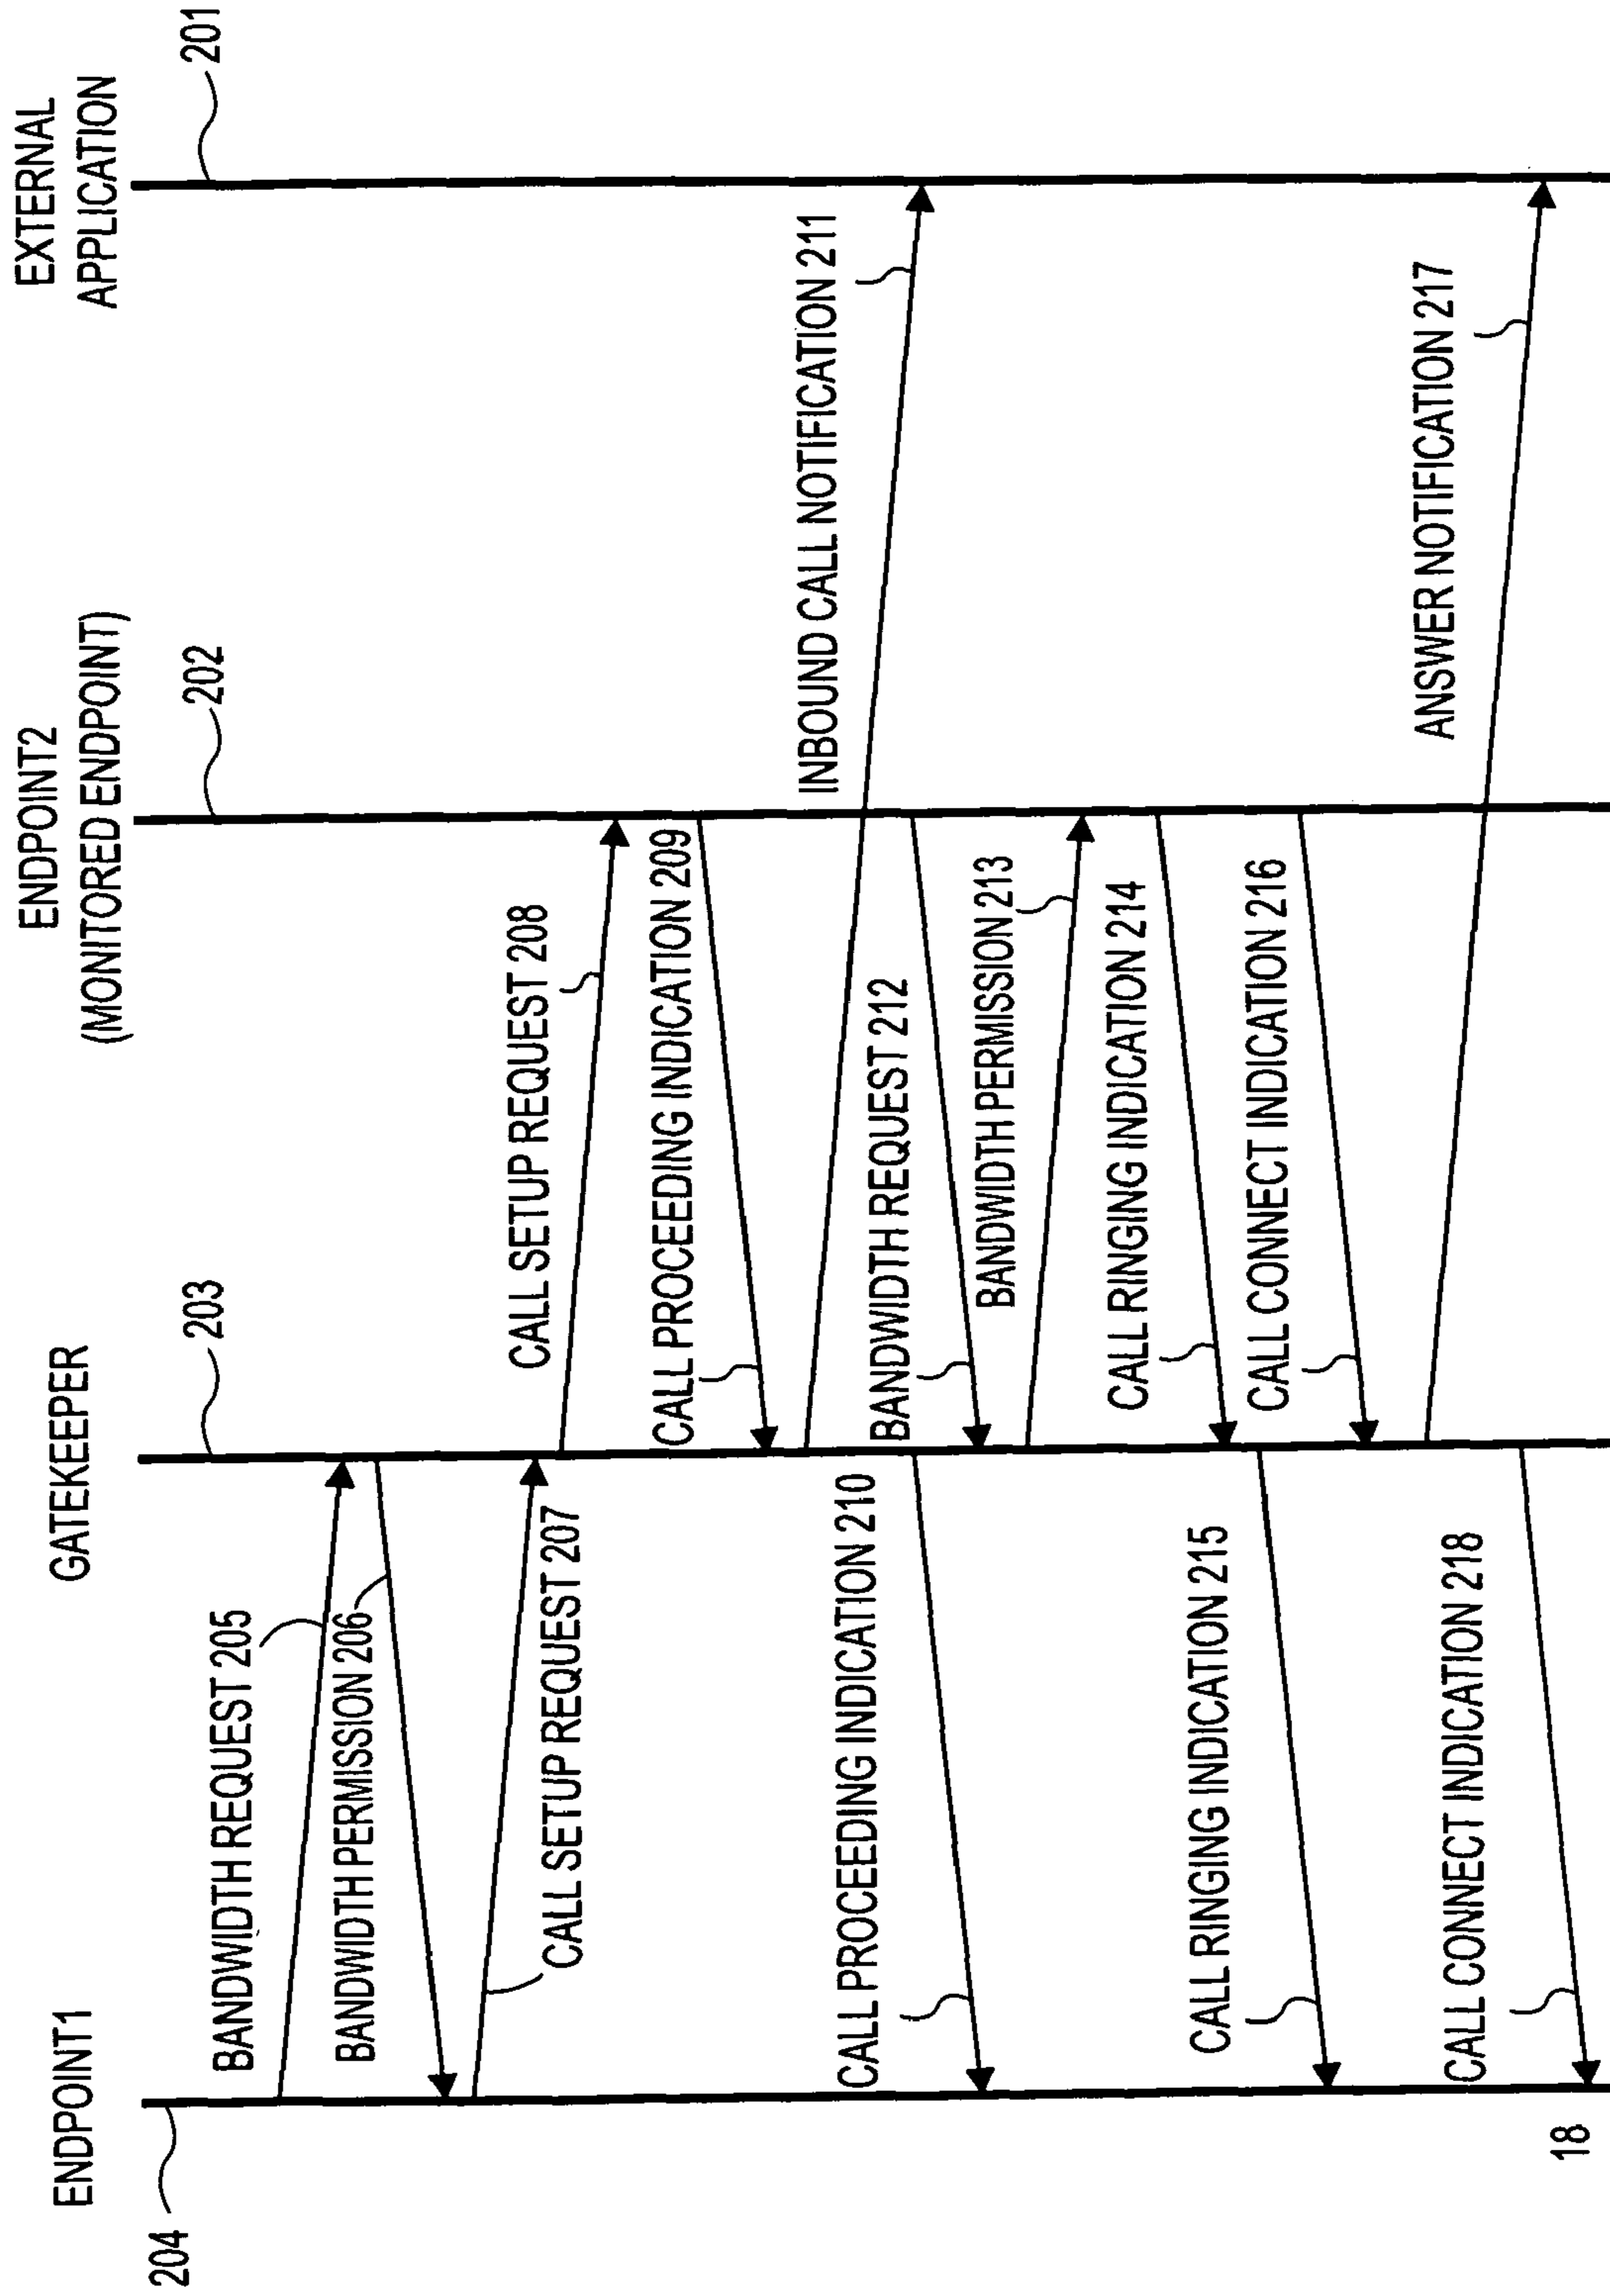 ENDPOINT1
GATEKEEPER
ENDPOINT2
(MONITORED ENDPOINT)
EXTERNAL
APPLICATION
204
203
202
201
BANDWIDTH REQUEST 205
BANDWIDTH PERMISSION 206
CALL SETUP REQUEST 207
CALL SETUP REQUEST 208
CALL PROCEEDING INDICATION 209
CALL PROCEEDING INDICATION 210
INBOUND CALL NOTIFICATION 211
BANDWIDTH REQUEST 212
BANDWIDTH PERMISSION 213
CALL RINGING INDICATION 214
CALL RINGING INDICATION 215
CALL CONNECT INDICATION 216
ANSWER NOTIFICATION 217
CALL CONNECT INDICATION 218
18